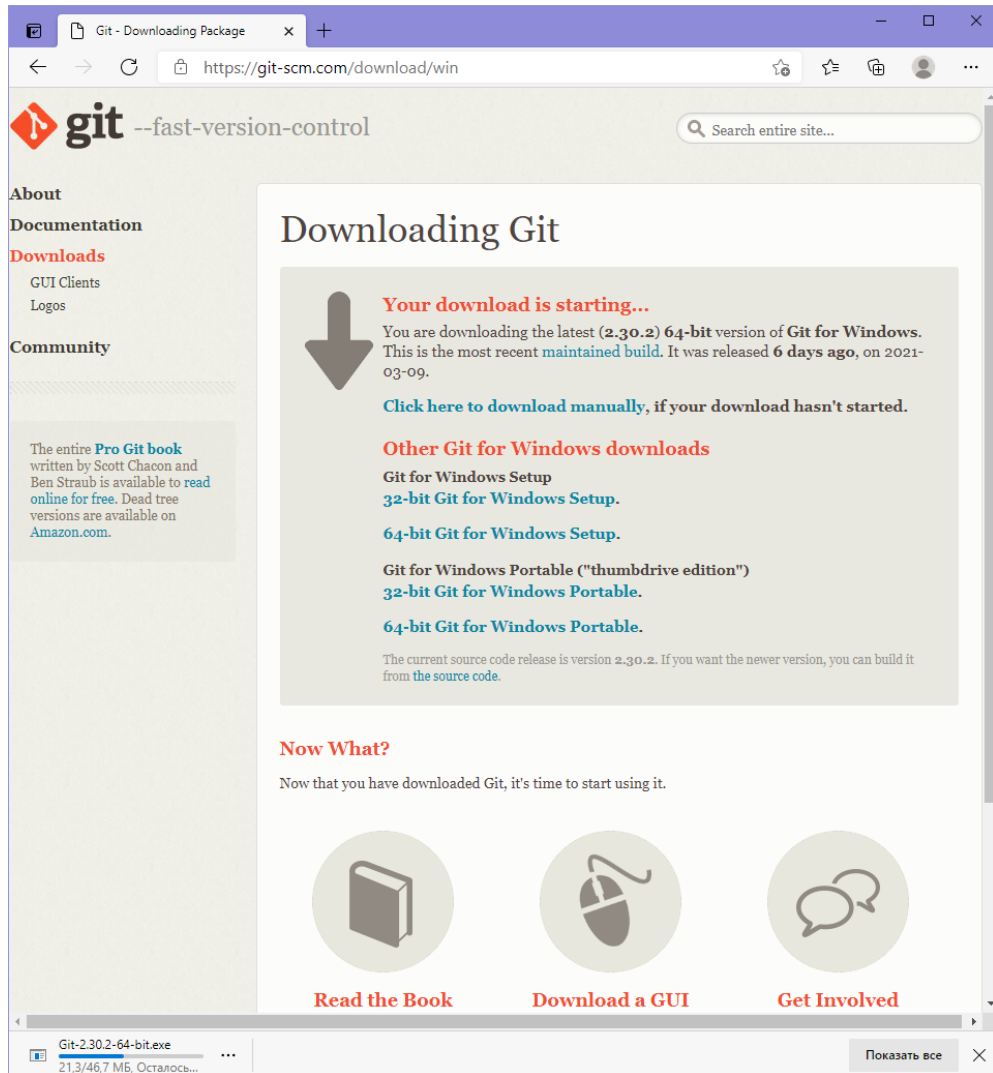 Git - Downloading Package
https://git-scm.com/download/win
git --fast-version-control
Search entire site...
About
Documentation
Downloads
GUI Clients
Logos
Community
The entire Pro Git book
written by Scott Chacon and
Ben Straub is available to read
online for free. Dead tree
versions are available on
Amazon.com.
Downloading Git
Your download is starting...
You are downloading the latest (2.30.2) 64-bit version of Git for Windows.
This is the most recent maintained build. It was released 6 days ago, on 2021-
03-09.
Click here to download manually, if your download hasn't started.
Other Git for Windows downloads
Git for Windows Setup
32-bit Git for Windows Setup.
64-bit Git for Windows Setup.
Git for Windows Portable ("thumbdrive edition")
32-bit Git for Windows Portable.
64-bit Git for Windows Portable.
The current source code release is version 2.30.2. If you want the newer version, you can build it
from the source code.
Now What?
Now that you have downloaded Git, it's time to start using it.
Read the Book
Download a GUI
Get Involved
Git-2.30.2-64-bit.exe
21,3/46,7 МБ, Осталось...
Показать все